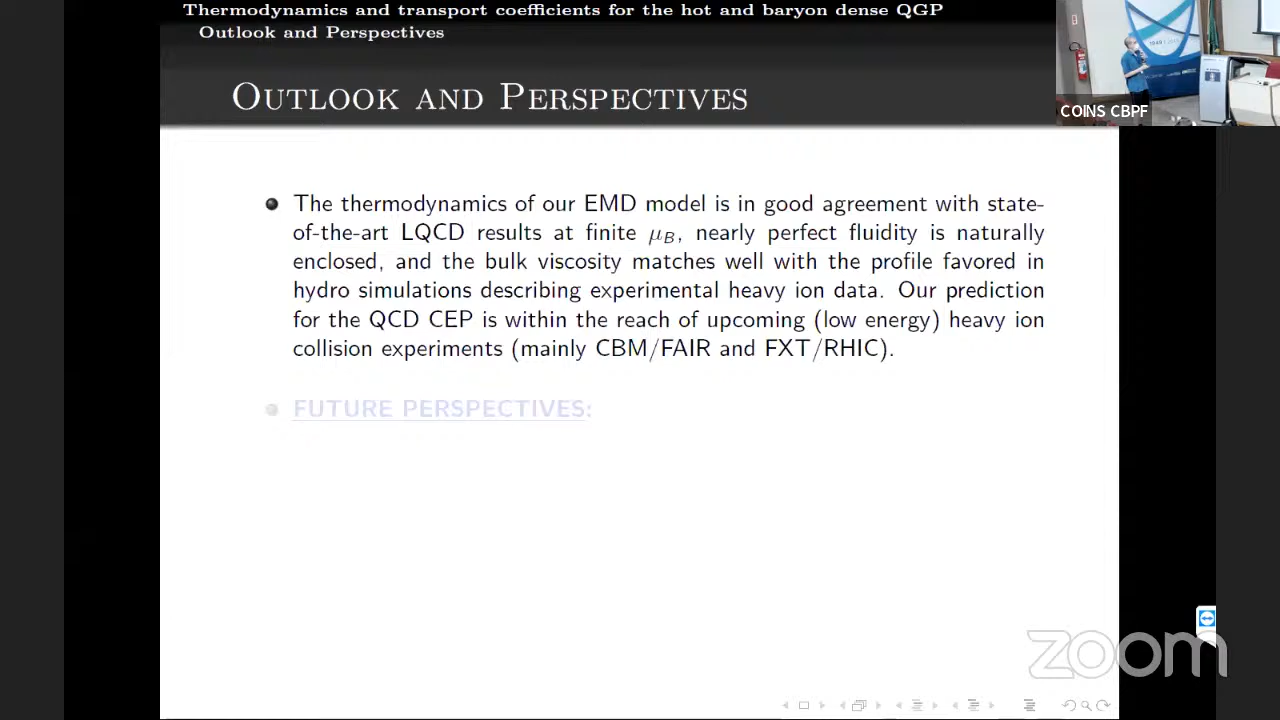 Thermodynamics and transport coefficients for the hot and baryon dense QGP
Outlook and Perspectives
OUTLOOK AND PERSPECTIVES
COINS CBPF
The thermodynamics of our EMD model is in good agreement with state-
of-the-art LQCD results at finite μB, nearly perfect fluidity is naturally
enclosed, and the bulk viscosity matches well with the profile favored in
hydro simulations describing experimental heavy ion data. Our prediction
for the QCD CEP is within the reach of upcoming (low energy) heavy ion
collision experiments (mainly CBM/FAIR and FXT/RHIC).
FUTURE PERSPECTIVES:
zoom